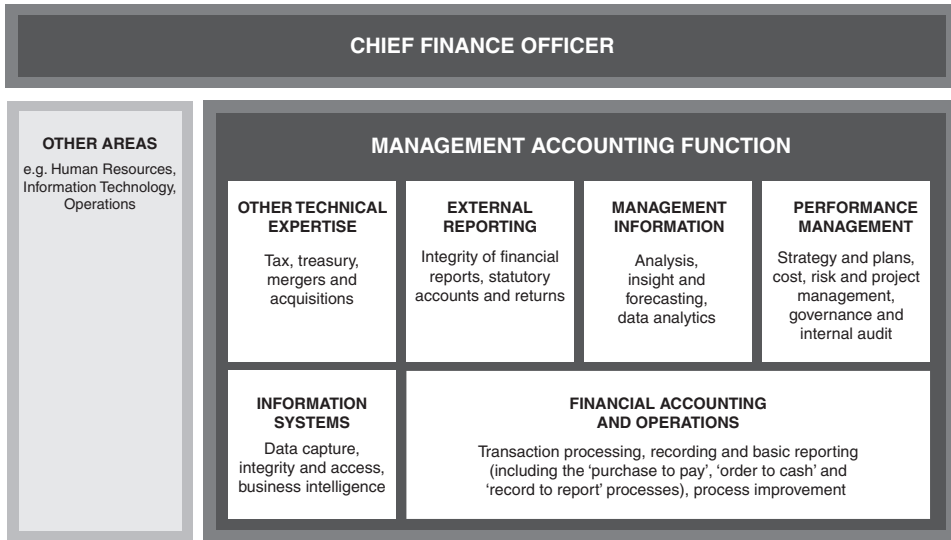 CHIEF FINANCE OFFICER
OTHER AREAS
e.g. Human Resources,
Information Technology,
Operations
MANAGEMENT ACCOUNTING FUNCTION
OTHER TECHNICAL
EXPERTISE
Tax, treasury,
mergers and
acquisitions
EXTERNAL
REPORTING
Integrity of financial
reports, statutory
accounts and returns
MANAGEMENT
INFORMATION
Analysis,
insight and
forecasting,
data analytics
PERFORMANCE
MANAGEMENT
Strategy and plans,
cost, risk and project
management,
governance and
internal audit
INFORMATION
SYSTEMS
Data capture,
integrity and access,
business intelligence
FINANCIAL ACCOUNTING
AND OPERATIONS
Transaction processing, recording and basic reporting
(including the ‘purchase to pay’, ‘order to cash’ and
‘record to report’ processes), process improvement